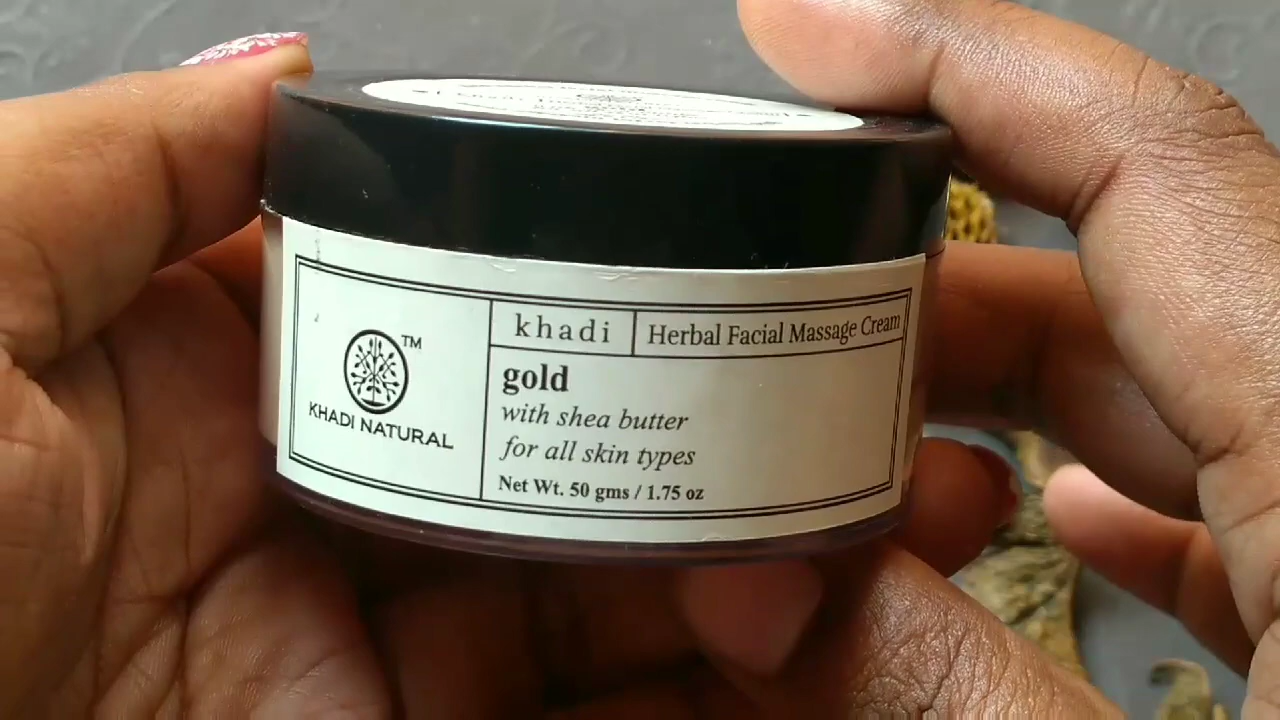 TM
KHADI NATURAL
khadi
Herbal Facial Massage Cream
gold
with shea butter
for all skin types
Net Wt. 50 gms / 1.75 oz